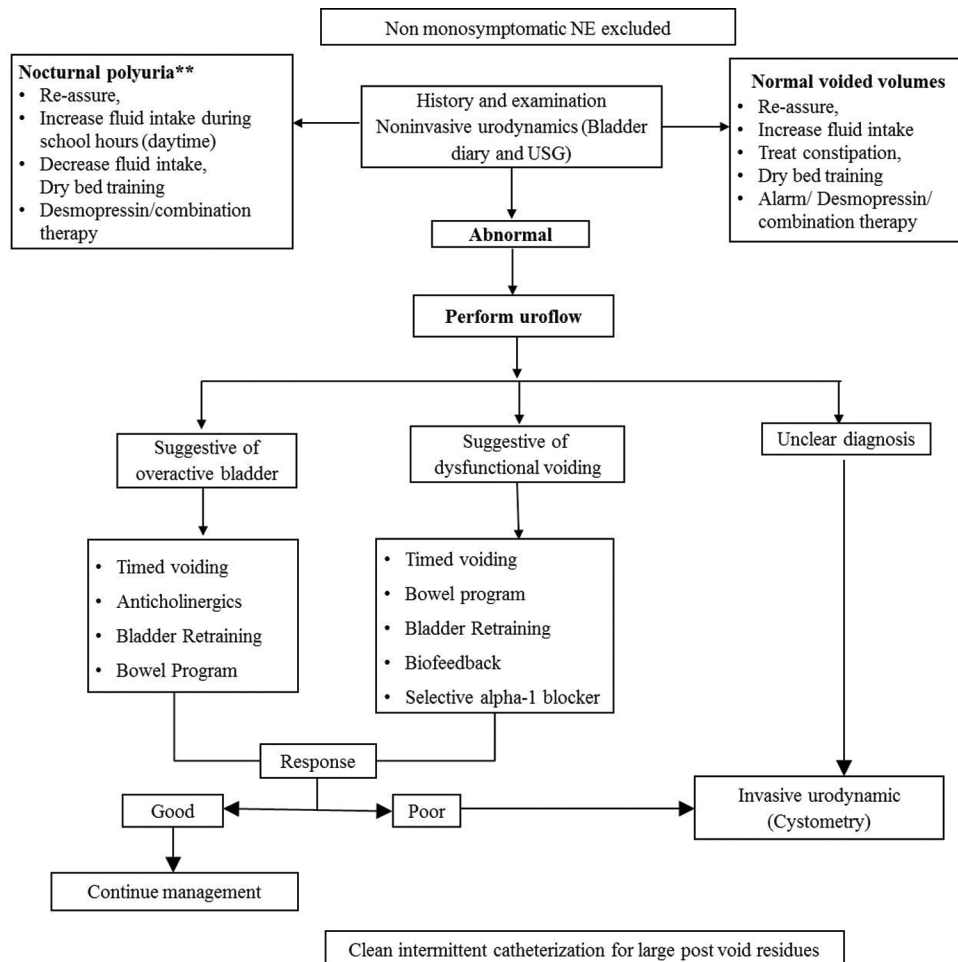 Non monosymptomatic NE excluded
Nocturnal polyuria**
• Re-assure,
• Increase fluid intake during
school hours (daytime)
• Decrease fluid intake,
Dry bed training
• Desmopressin/combination
therapy
History and examination
Noninvasive urodynamics (Bladder
diary and USG)
Normal voided volumes
• Re-assure,
• Increase fluid intake
• Treat constipation,
• Dry bed training
• Alarm/ Desmopressin/
combination therapy
Abnormal
Perform uroflow
Suggestive of
overactive bladder
Suggestive of
dysfunctional voiding
Unclear diagnosis
• Timed voiding
• Anticholinergics
• Bladder Retraining
• Bowel Program
• Timed voiding
• Bowel program
• Bladder Retraining
• Biofeedback
• Selective alpha-1 blocker
Response
Good
Poor
Invasive urodynamic
(Cystometry)
Continue management
Clean intermittent catheterization for large post void residues